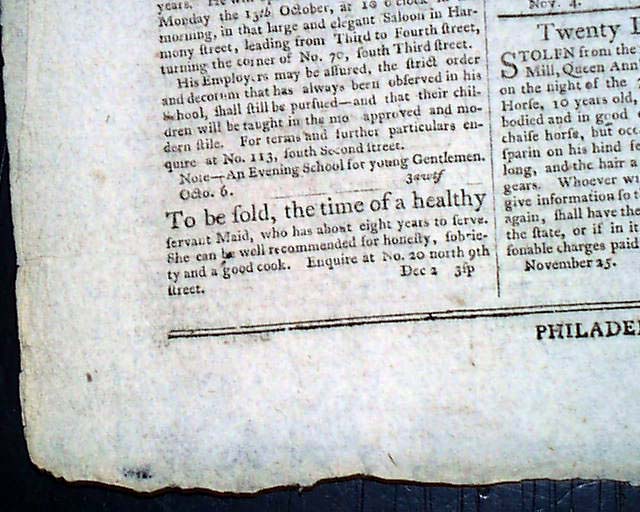 years. He will
Monday the 13th October, at 10 o'clock in
morning, in that large and elegant Saloon in Har-
mony street, leading from Third to Fourth street,
turning the corner of No. 70, south Third street.
His Employers may be assured, the strict order
and decorum that has always been observed in his
School, shall still be pursued—and that their chil-
dren will be taught in the mo approved and mo-
dern stile. For terms and further particulars en-
quire at No. 113, south Second street.
Note—An Evening School for young Gentlemen.
Octo. 6. 3awtf
To be sold, the time of a healthy
servant Maid, who has about eight years to serve.
She can be well recommended for honesty, sobrie-
ty and a good cook. Enquire at No. 20 north 9th
street. Dec 2 3tp
Nov. 4.
Twenty
STOLEN from the
Mill, Queen Ann'
on the night of the
Horse, 10 years old,
bodied and in good
chaise horse, but occ
sparin on his hind
long, and the hair
gears. Whoever wi
give information so
again, shall have the
the state, or if in it
sonable charges paid
November 25.
PHILADE